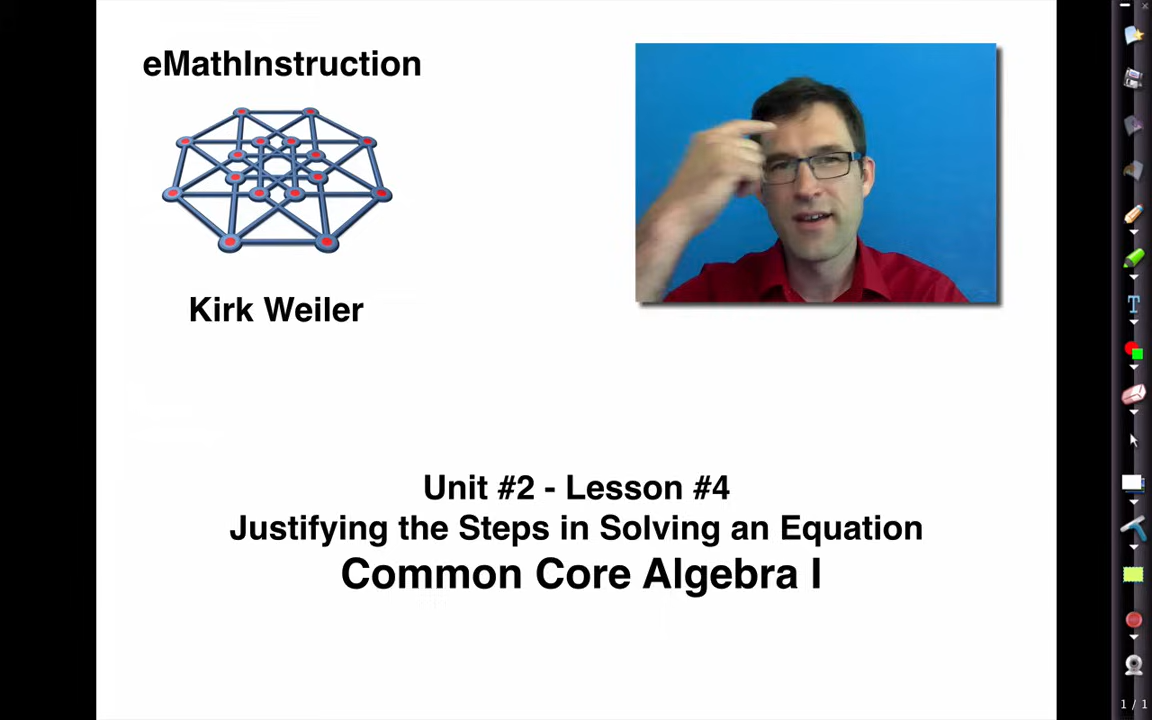 eMathInstruction
Kirk Weiler
Unit #2 - Lesson #4
Justifying the Steps in Solving an Equation
Common Core Algebra I
T
1 / 1